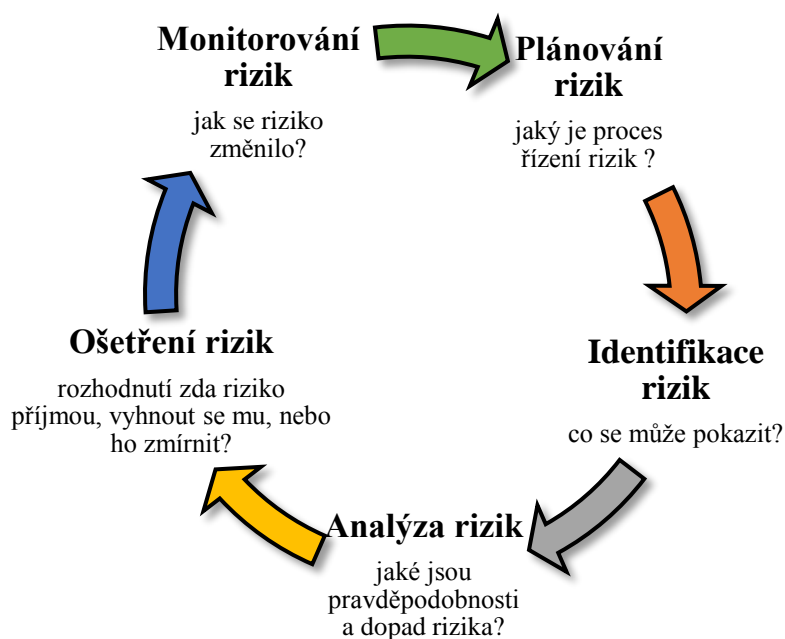 Monitorování
rizik
jak se riziko
změnilo?
Plánování
rizik
jaký je proces
řízení rizik ?
Identifikace
rizik
co se může pokazit?
Analýza rizik
jaké jsou
pravděpodobnosti
a dopad rizika?
Ošetření rizik
rozhodnutí zda riziko
příjmou, vyhnout se mu, nebo
ho zmírnit?